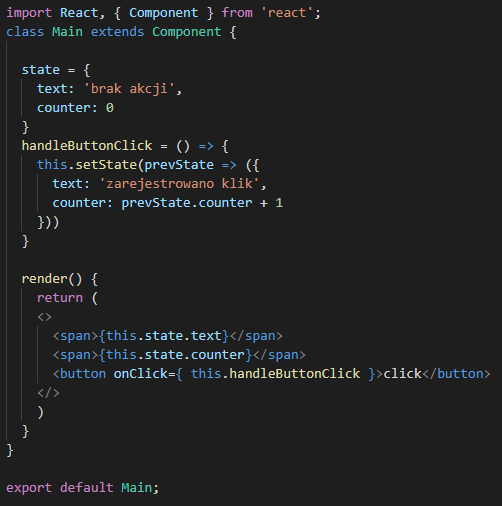 import React, { Component } from 'react';
class Main extends Component {
state = {
text: 'brak akcji',
counter: 0
}
handleButtonClick = () => {
this.setState(prevState => ({
text: 'zarejestrowano klik',
counter: prevState.counter + 1
}))
}
render() {
return (
<>
<span>{this.state.text}</span>
<span>{this.state.counter}</span>
<button onClick={ this.handleButtonClick }>click</button>
</>
)
}
}
export default Main;